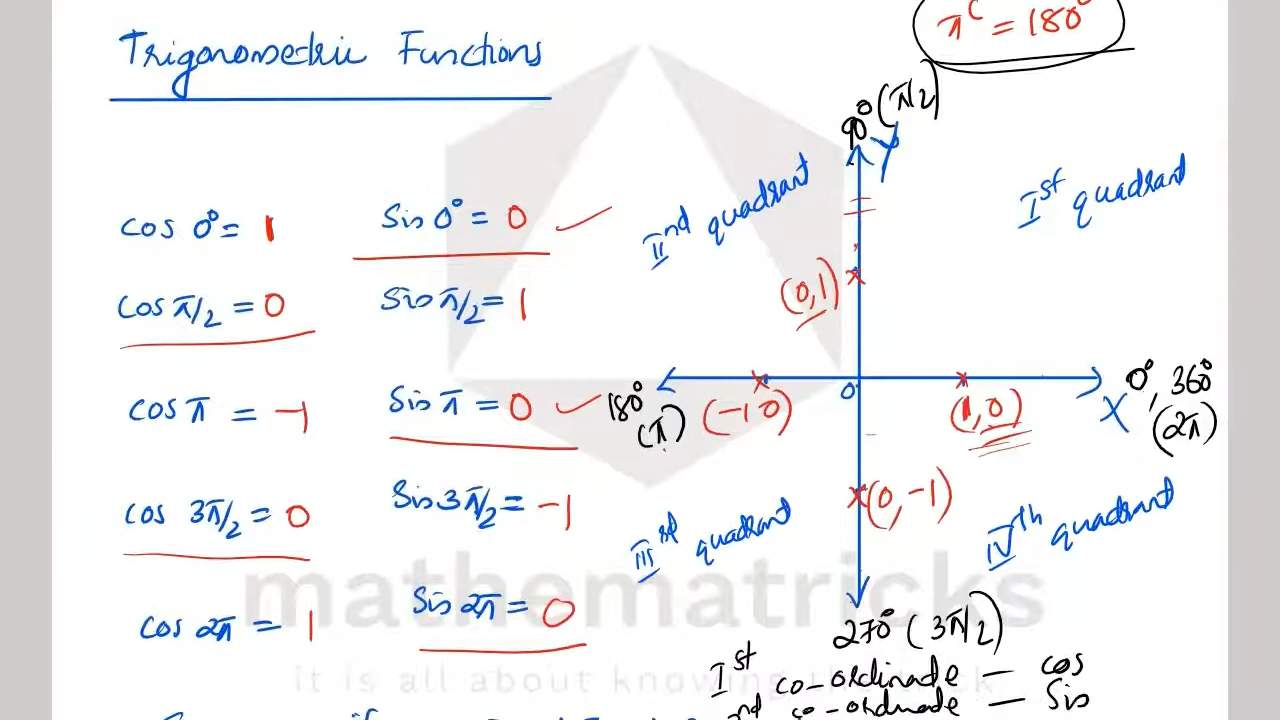 π^c = 180°
Trigonometric Functions
90° (π/2)
Y
IInd quadrant
Ist quadrant
cos 0° = 1
Sin 0° = 0
cos π/2 = 0
Sin π/2 = 1
(0,1)
cos π = -1
Sin π = 0
180°
(π)
(-1 0)
0
(1,0)
X
0°, 360°
(2π)
cos 3π/2 = 0
Sin 3π/2 = -1
(0, -1)
IIIrd quadrant
IVth quadrant
mathematricks
cos 2π = 1
Sin 2π = 0
270° (3π/2)
it is all about knowing the trick
Ist co-ordinade — cos
nd co-ordinade — Sin